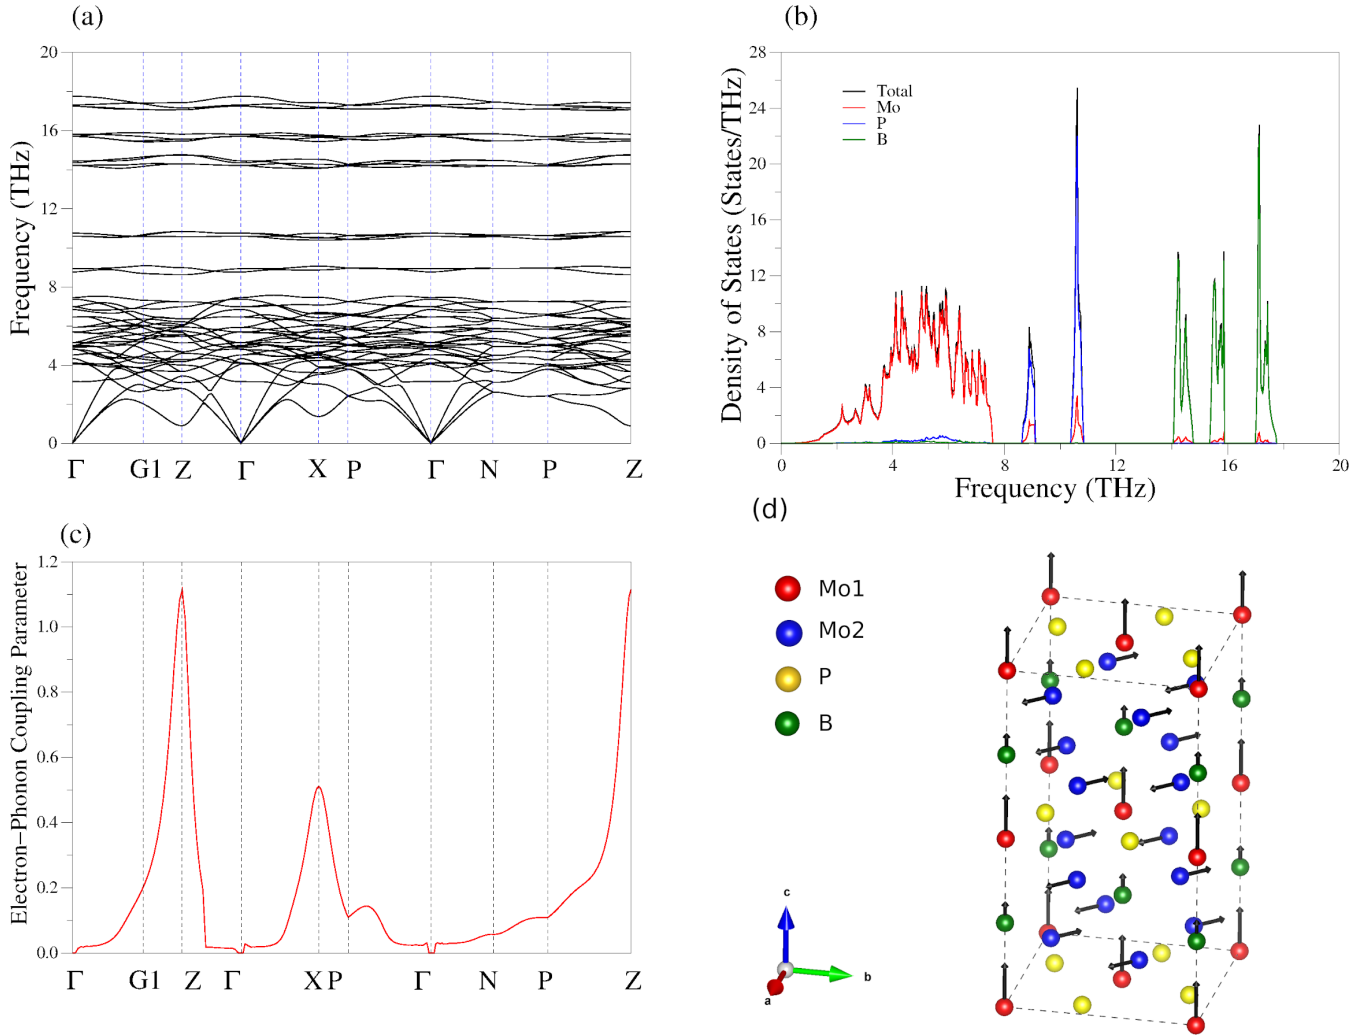 (a)
20
16
12
8
4
0
Frequency (THz)
Γ G1 Z Γ X P Γ N P Z
(b)
28
24
20
16
12
8
4
0
Density of States (States/THz)
Total
Mo
P
B
0 4 8 12 16 20
Frequency (THz)
(c)
1.2
1.0
0.8
0.6
0.4
0.2
0.0
Electron-Phonon Coupling Parameter
Γ G1 Z Γ X P Γ N P Z
(d)
Mo1
Mo2
P
B
c
b
a